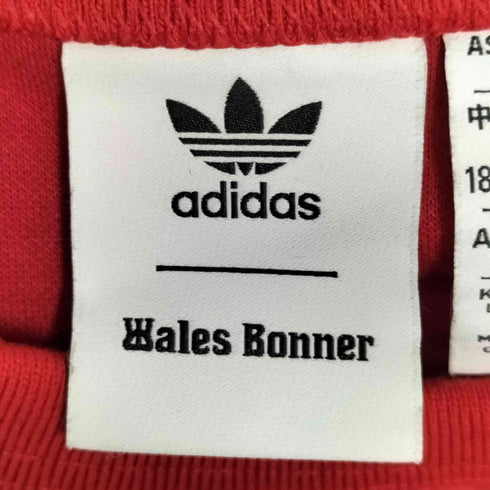 adidas
Wales Bonner
AS
中
18
A
K
M